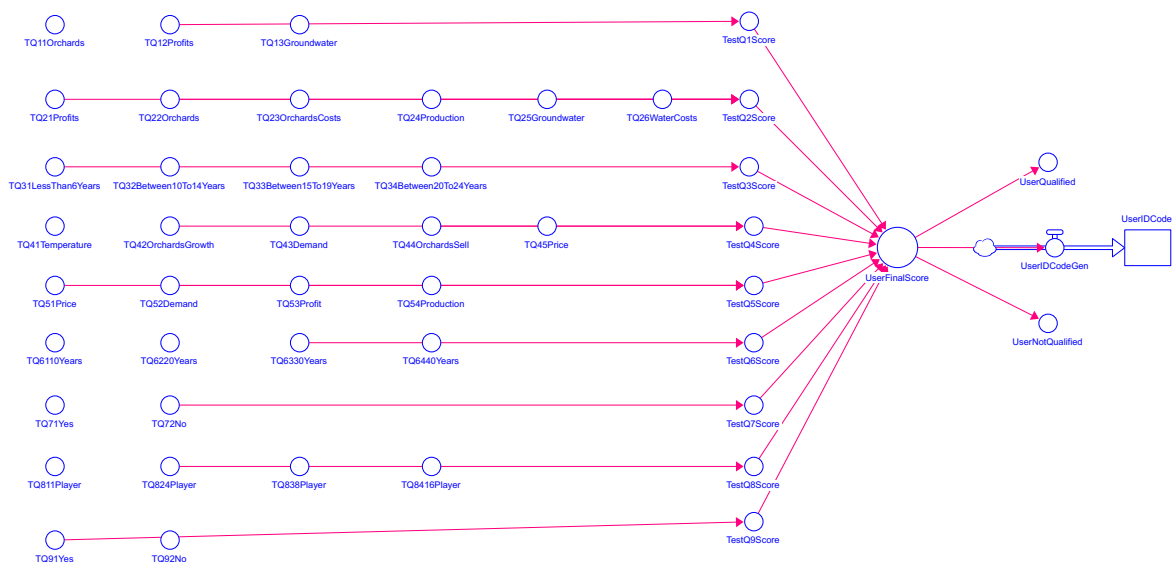 TQ11Orchards
TQ12Profits
TQ13Groundwater
TestQ1Score
TQ21Profits
TQ22Orchards
TQ23OrchardsCosts
TQ24Production
TQ25Groundwater
TQ26WaterCosts
TestQ2Score
TQ31LessThan6Years
TQ32Between10To14Years
TQ33Between15To19Years
TQ34Between20To24Years
TestQ3Score
UserQualified
TQ41Temperature
TQ42OrchardsGrowth
TQ43Demand
TQ44OrchardsSell
TQ45Price
TestQ4Score
UserFinalScore
UserIDCodeGen
UserIDCode
TQ51Price
TQ52Demand
TQ53Profit
TQ54Production
TestQ5Score
UserNotQualified
TQ6110Years
TQ6220Years
TQ6330Years
TQ6440Years
TestQ6Score
TQ71Yes
TQ72No
TestQ7Score
TQ811Player
TQ824Player
TQ838Player
TQ8416Player
TestQ8Score
TQ91Yes
TQ92No
TestQ9Score